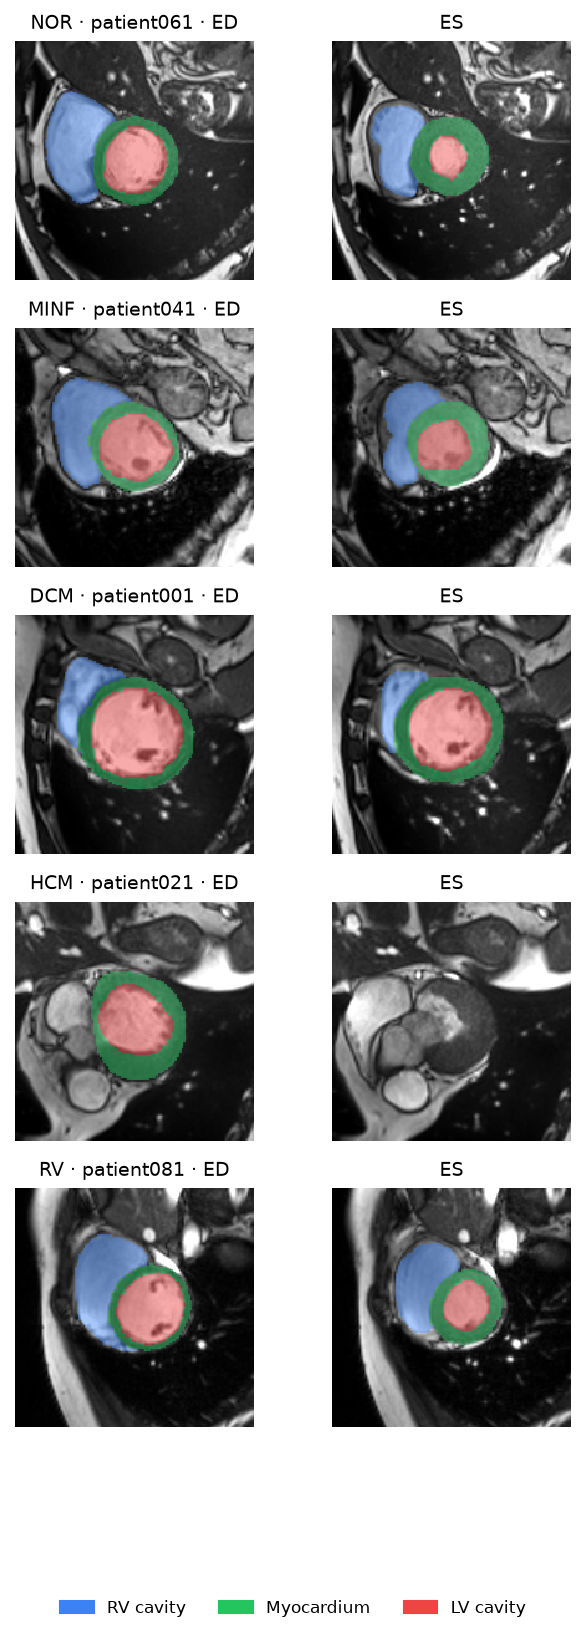 NOR · patient061 · ED
ES
MINF · patient041 · ED
ES
DCM · patient001 · ED
ES
HCM · patient021 · ED
ES
RV · patient081 · ED
ES
RV cavity
Myocardium
LV cavity